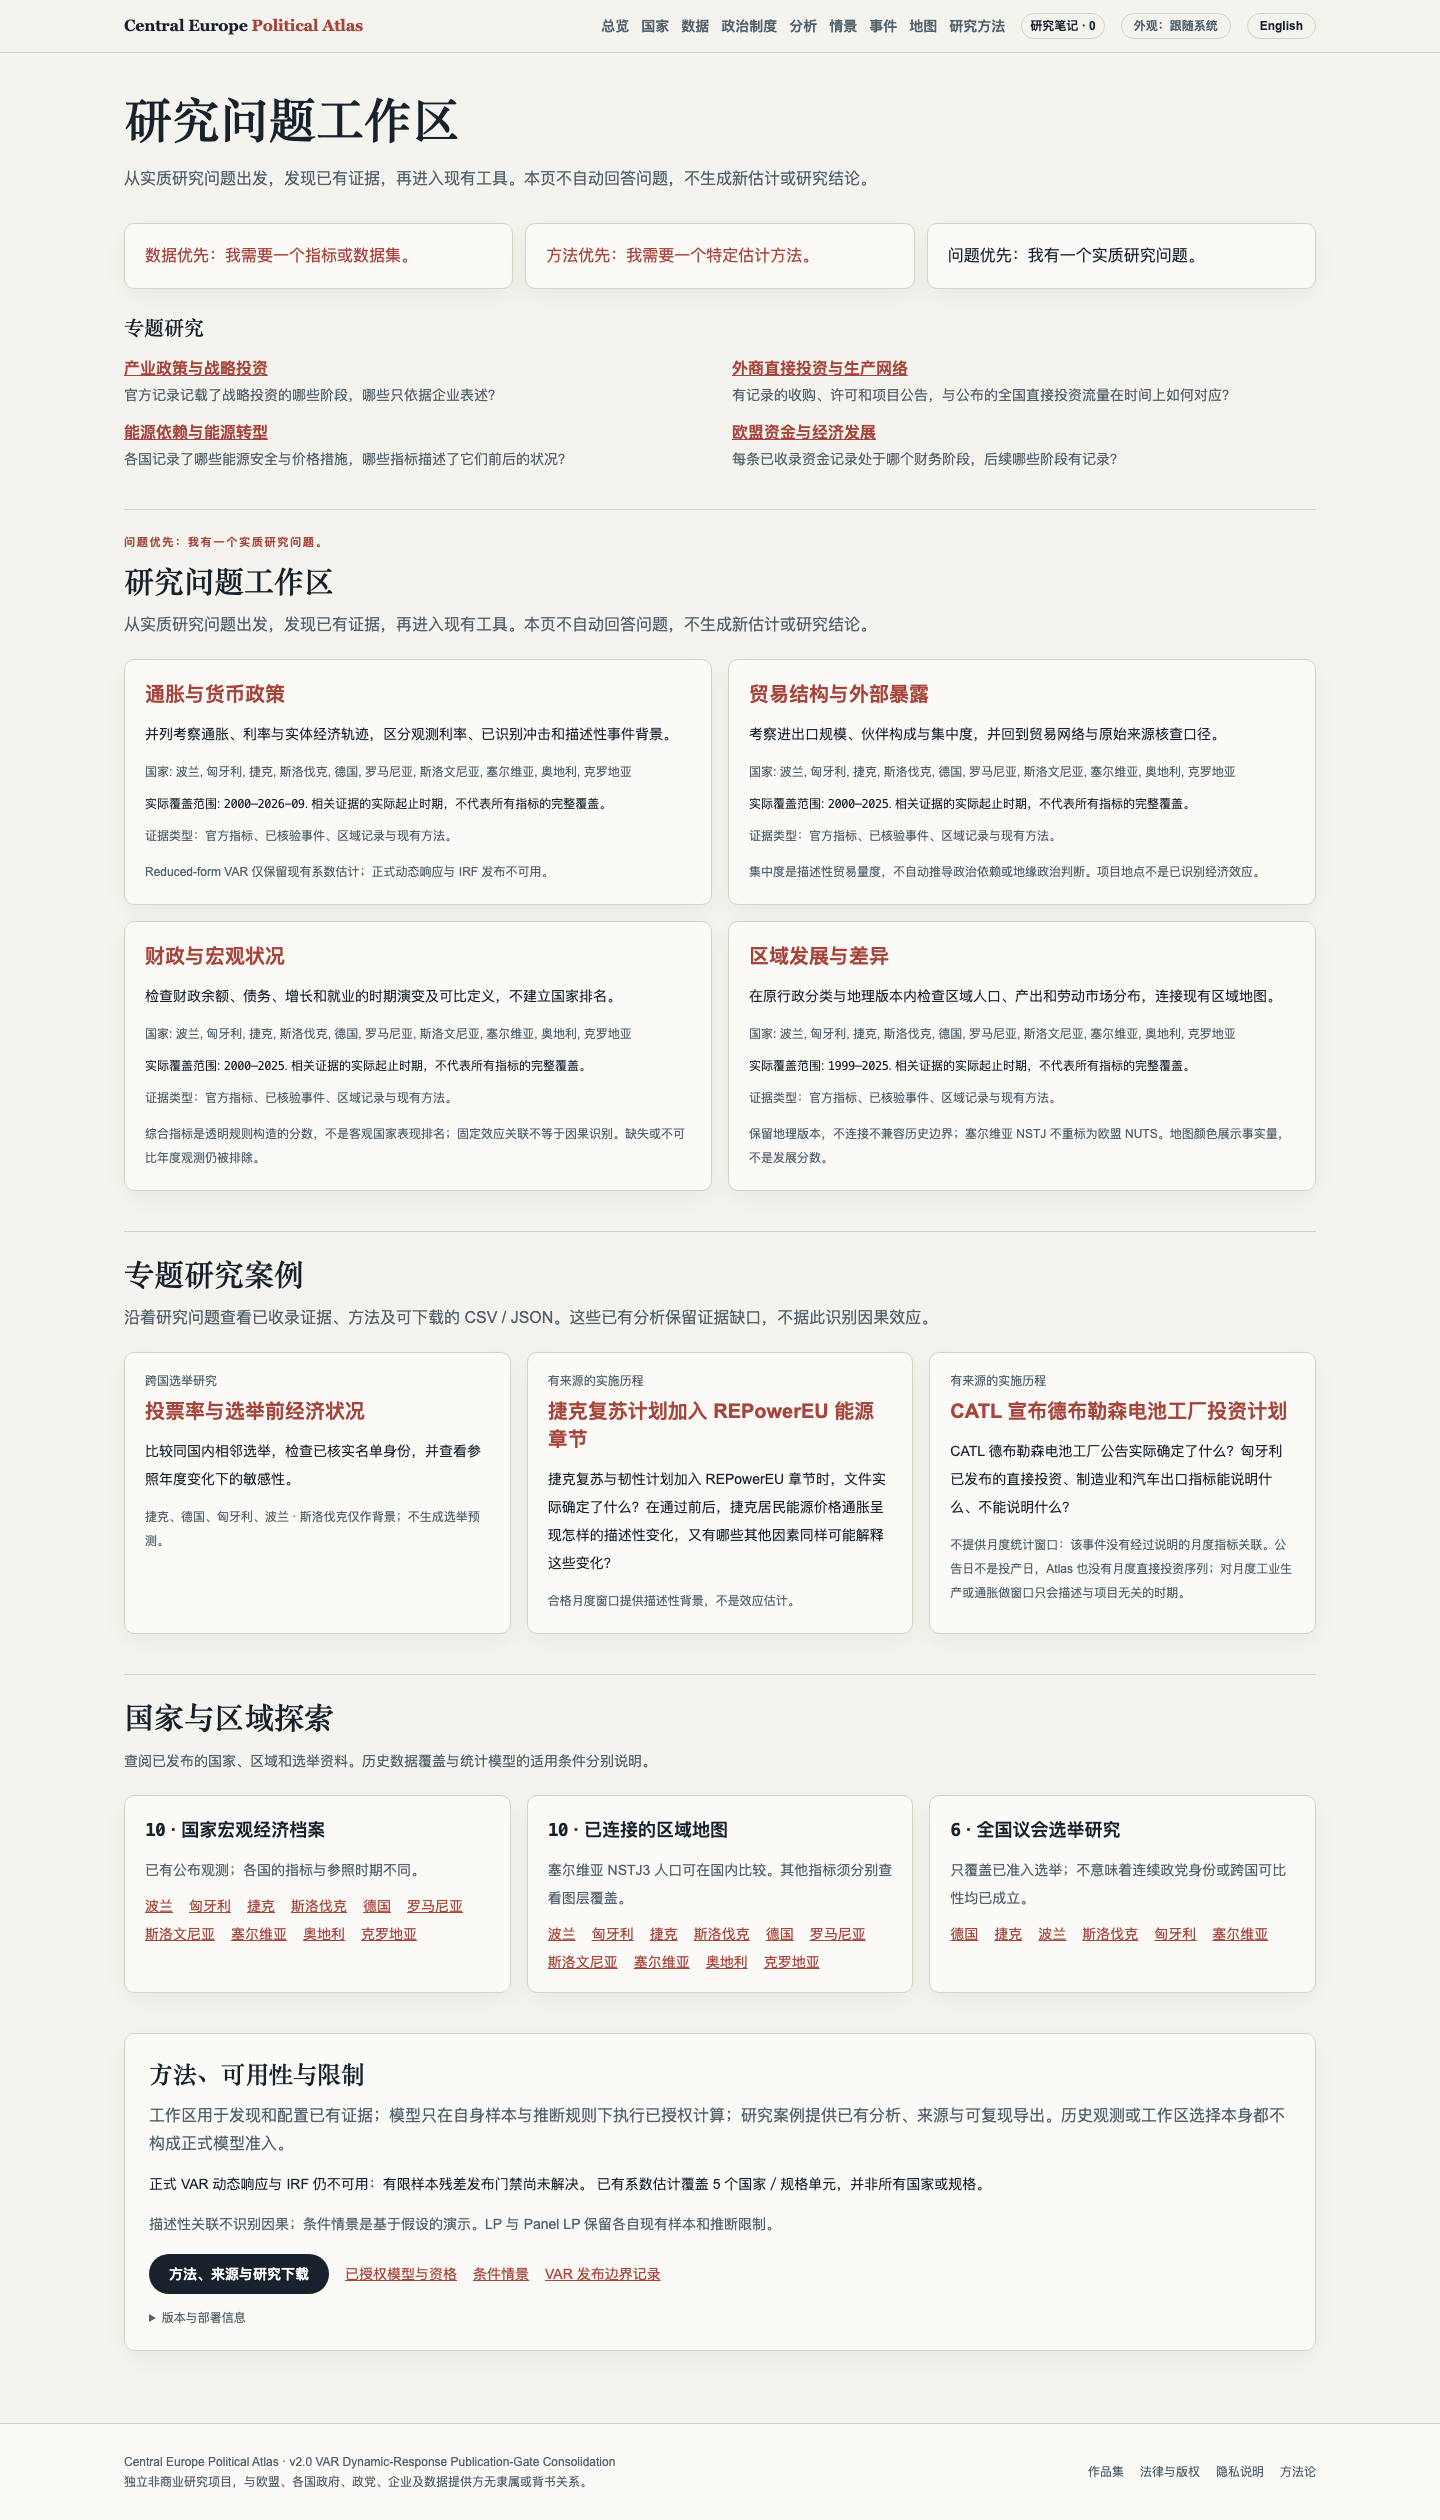 Central Europe Political Atlas
总览 国家 数据 政治制度 分析 情景 事件 地图 研究方法 研究笔记 · 0 外观：跟随系统 English
研究问题工作区
从实质研究问题出发，发现已有证据，再进入现有工具。本页不自动回答问题，不生成新估计或研究结论。
数据优先：我需要一个指标或数据集。
方法优先：我需要一个特定估计方法。
问题优先：我有一个实质研究问题。
专题研究
产业政策与战略投资
官方记录记载了战略投资的哪些阶段，哪些只依据企业表述？
外商直接投资与生产网络
有记录的收购、许可和项目公告，与公布的全国直接投资流量在时间上如何对应？
能源依赖与能源转型
各国记录了哪些能源安全与价格措施，哪些指标描述了它们前后的状况？
欧盟资金与经济发展
每条已收录资金记录处于哪个财务阶段，后续哪些阶段有记录？
问题优先：我有一个实质研究问题。
研究问题工作区
从实质研究问题出发，发现已有证据，再进入现有工具。本页不自动回答问题，不生成新估计或研究结论。
通胀与货币政策
并列考察通胀、利率与实体经济轨迹，区分观测利率、已识别冲击和描述性事件背景。
国家: 波兰, 匈牙利, 捷克, 斯洛伐克, 德国, 罗马尼亚, 斯洛文尼亚, 塞尔维亚, 奥地利, 克罗地亚
实际覆盖范围: 2000—2026-09. 相关证据的实际起止时期，不代表所有指标的完整覆盖。
证据类型：官方指标、已核验事件、区域记录与现有方法。
Reduced-form VAR 仅保留现有系数估计；正式动态响应与 IRF 发布不可用。
贸易结构与外部暴露
考察进出口规模、伙伴构成与集中度，并回到贸易网络与原始来源核查口径。
国家: 波兰, 匈牙利, 捷克, 斯洛伐克, 德国, 罗马尼亚, 斯洛文尼亚, 塞尔维亚, 奥地利, 克罗地亚
实际覆盖范围: 2000—2025. 相关证据的实际起止时期，不代表所有指标的完整覆盖。
证据类型：官方指标、已核验事件、区域记录与现有方法。
集中度是描述性贸易量度，不自动推导政治依赖或地缘政治判断。项目地点不是已识别经济效应。
财政与宏观状况
检查财政余额、债务、增长和就业的时期演变及可比定义，不建立国家排名。
国家: 波兰, 匈牙利, 捷克, 斯洛伐克, 德国, 罗马尼亚, 斯洛文尼亚, 塞尔维亚, 奥地利, 克罗地亚
实际覆盖范围: 2000—2025. 相关证据的实际起止时期，不代表所有指标的完整覆盖。
证据类型：官方指标、已核验事件、区域记录与现有方法。
综合指标是透明规则构造的分数，不是客观国家表现排名；固定效应关联不等于因果识别。缺失或不可
比年度观测仍被排除。
区域发展与差异
在原行政分类与地理版本内检查区域人口、产出和劳动市场分布，连接现有区域地图。
国家: 波兰, 匈牙利, 捷克, 斯洛伐克, 德国, 罗马尼亚, 斯洛文尼亚, 塞尔维亚, 奥地利, 克罗地亚
实际覆盖范围: 1999—2025. 相关证据的实际起止时期，不代表所有指标的完整覆盖。
证据类型：官方指标、已核验事件、区域记录与现有方法。
保留地理版本，不连接不兼容历史边界；塞尔维亚 NSTJ 不重标为欧盟 NUTS。地图颜色展示事实量，
不是发展分数。
专题研究案例
沿着研究问题查看已收录证据、方法及可下载的 CSV / JSON。这些已有分析保留证据缺口，不据此识别因果效应。
跨国选举研究
投票率与选举前经济状况
比较同国内相邻选举，检查已核实名单身份，并查看参
照年度变化下的敏感性。
捷克、德国、匈牙利、波兰 · 斯洛伐克仅作背景；不生成选举预
测。
有来源的实施历程
捷克复苏计划加入 REPowerEU 能源
章节
捷克复苏与韧性计划加入 REPowerEU 章节时，文件实
际确定了什么？在通过前后，捷克居民能源价格通胀呈
现怎样的描述性变化，又有哪些其他因素同样可能解释
这些变化？
合格月度窗口提供描述性背景，不是效应估计。
有来源的实施历程
CATL 宣布德布勒森电池工厂投资计划
CATL 德布勒森电池工厂公告实际确定了什么？匈牙利
已发布的直接投资、制造业和汽车出口指标能说明什
么、不能说明什么？
不提供月度统计窗口：该事件没有经过说明的月度指标关联。公
告日不是投产日，Atlas 也没有月度直接投资序列；对月度工业生
产或通胀做窗口只会描述与项目无关的时期。
国家与区域探索
查阅已发布的国家、区域和选举资料。历史数据覆盖与统计模型的适用条件分别说明。
10 · 国家宏观经济档案
已有公布观测；各国的指标与参照时期不同。
波兰 匈牙利 捷克 斯洛伐克 德国 罗马尼亚
斯洛文尼亚 塞尔维亚 奥地利 克罗地亚
10 · 已连接的区域地图
塞尔维亚 NSTJ3 人口可在国内比较。其他指标须分别查
看图层覆盖。
波兰 匈牙利 捷克 斯洛伐克 德国 罗马尼亚
斯洛文尼亚 塞尔维亚 奥地利 克罗地亚
6 · 全国议会选举研究
只覆盖已准入选举；不意味着连续政党身份或跨国可比
性均已成立。
德国 捷克 波兰 斯洛伐克 匈牙利 塞尔维亚
方法、可用性与限制
工作区用于发现和配置已有证据；模型只在自身样本与推断规则下执行已授权计算；研究案例提供已有分析、来源与可复现导出。历史观测或工作区选择本身都不
构成正式模型准入。
正式 VAR 动态响应与 IRF 仍不可用：有限样本残差发布门禁尚未解决。 已有系数估计覆盖 5 个国家 / 规格单元，并非所有国家或规格。
描述性关联不识别因果；条件情景是基于假设的演示。LP 与 Panel LP 保留各自现有样本和推断限制。
方法、来源与研究下载 已授权模型与资格 条件情景 VAR 发布边界记录
版本与部署信息
Central Europe Political Atlas · v2.0 VAR Dynamic-Response Publication-Gate Consolidation
独立非商业研究项目，与欧盟、各国政府、政党、企业及数据提供方无隶属或背书关系。
作品集 法律与版权 隐私说明 方法论